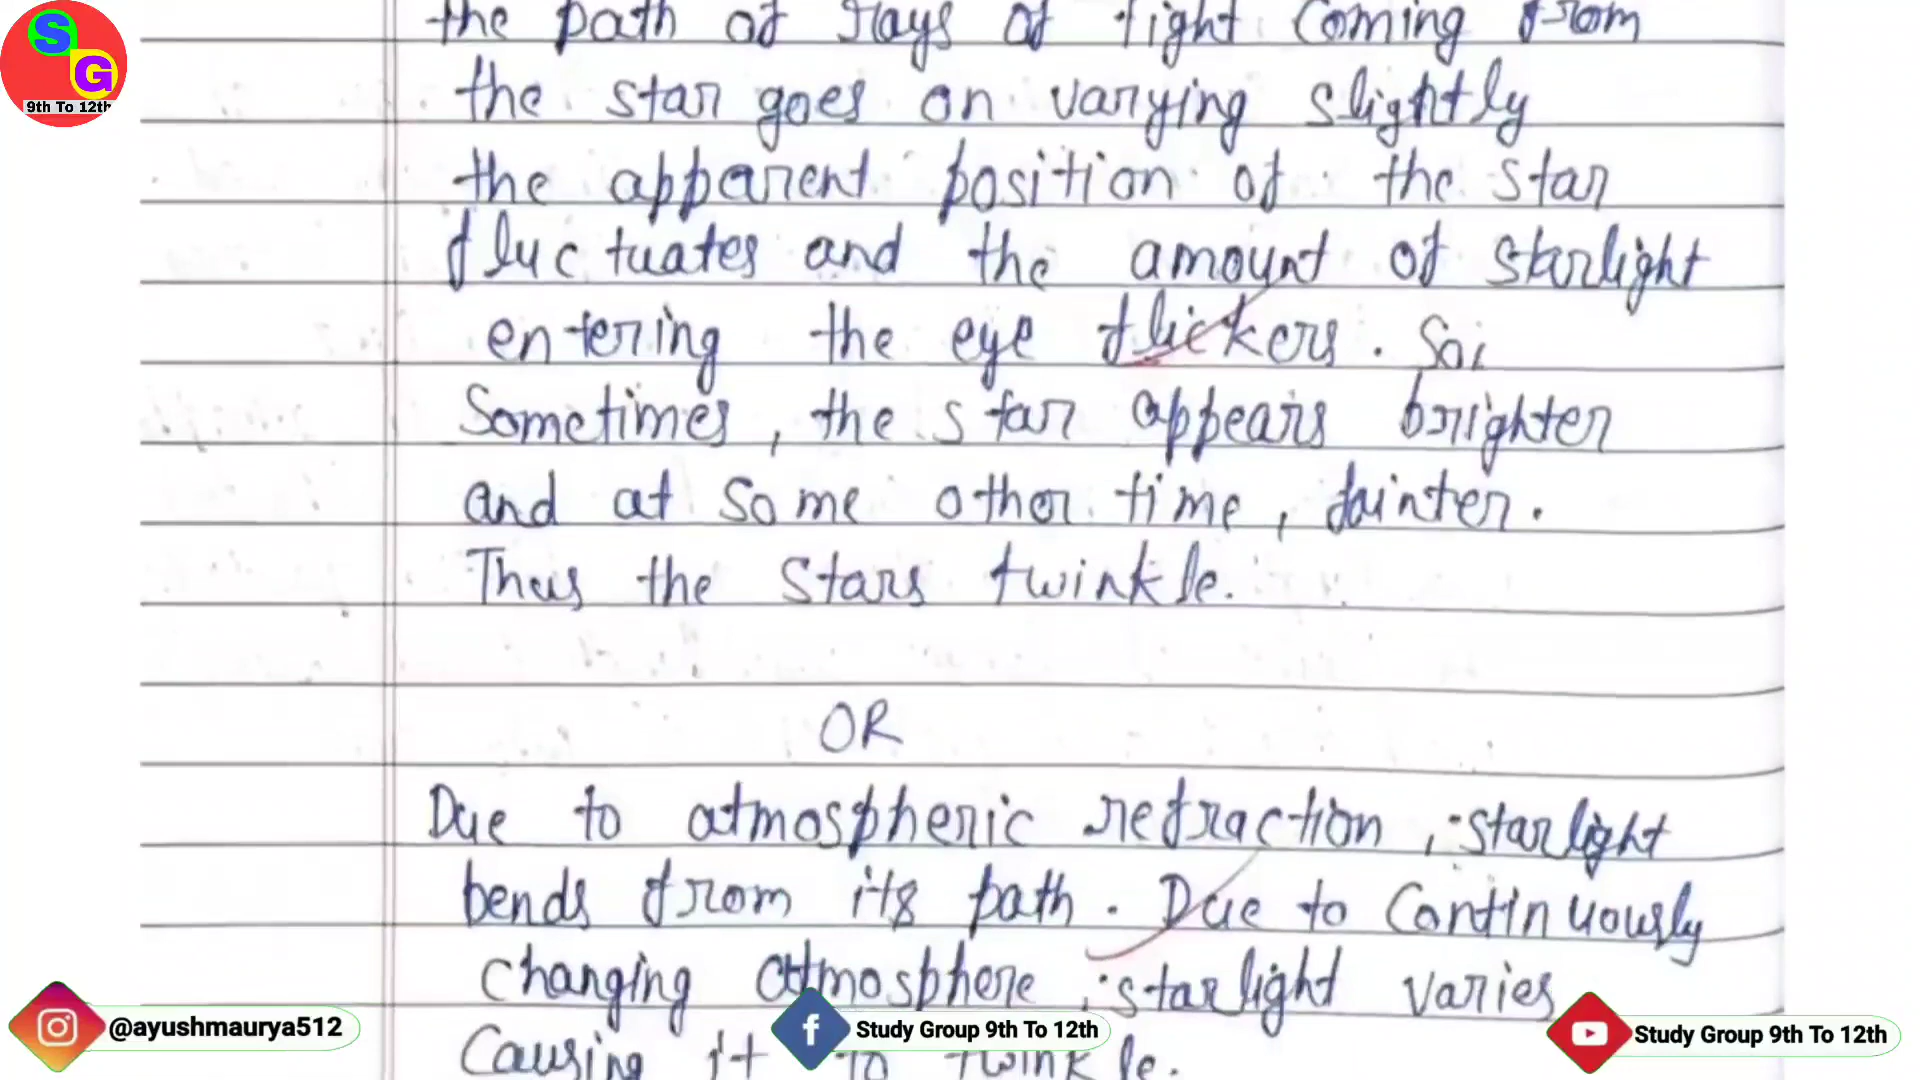 the path of rays of light coming from
the star goes on varying slightly
the apparent position of the star
fluctuates and the amount of starlight
entering the eye flickers. So,
Sometimes, the star appears brighter
and at some other time, fainter.
Thus the stars twinkle.
OR
Due to atmospheric refraction, starlight
bends from its path. Due to Continuously
changing atmosphere, starlight varies
Causing it to twinkle.
SG
9th To 12th
@ayushmaurya512
f
Study Group 9th To 12th
Study Group 9th To 12th